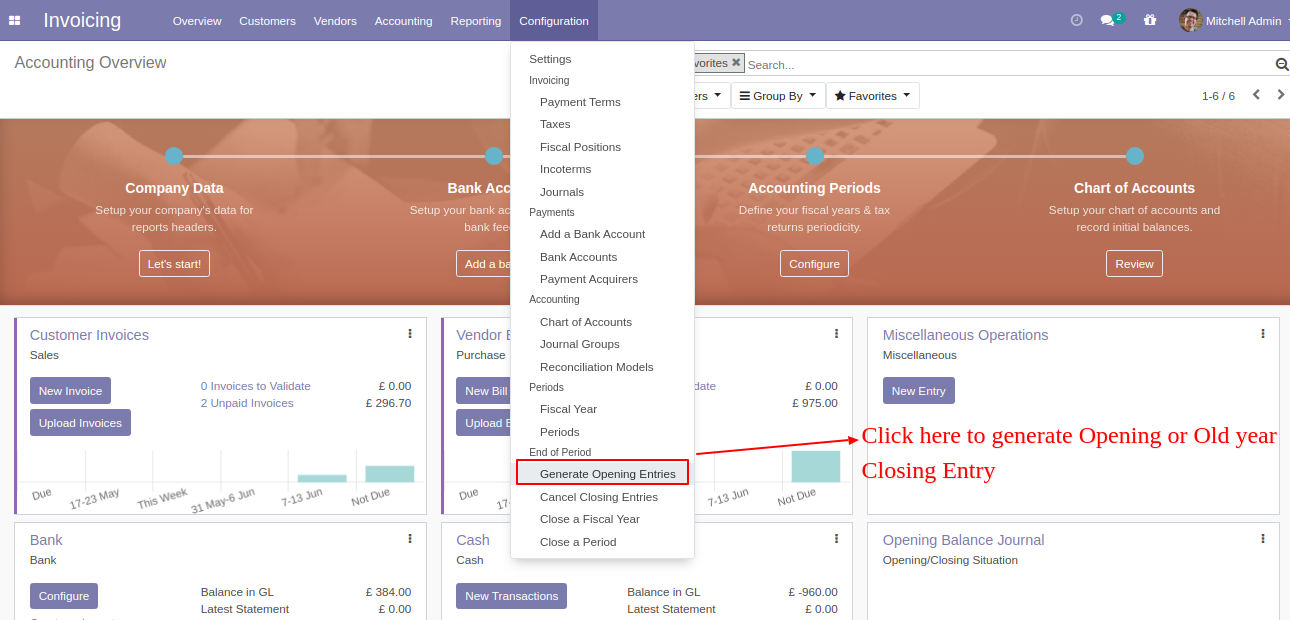 Invoicing
Overview Customers Vendors Accounting Reporting Configuration
2 Mitchell Admin
Accounting Overview
Search...
Group By Favorites
1-6 / 6
Settings
Invoicing
Payment Terms
Taxes
Fiscal Positions
Incoterms
Journals
Payments
Add a Bank Account
Bank Accounts
Payment Acquirers
Accounting
Chart of Accounts
Journal Groups
Reconciliation Models
Periods
Fiscal Year
Periods
End of Period
Generate Opening Entries
Cancel Closing Entries
Close a Fiscal Year
Close a Period
Company Data
Setup your company's data for
reports headers.
Let's start!
Bank
Setup your bank
Add a
Accounting Periods
Define your fiscal years & tax
returns periodicity.
Configure
Chart of Accounts
Setup your chart of accounts and
record initial balances.
Review
Customer Invoices
Sales
New Invoice
Upload Invoices
0 Invoices to Validate £ 0.00
2 Unpaid Invoices £ 296.70
Due 17-23 May This Week 31 May-6 Jun 7-13 Jun Not Due
Vendor
Purchase
New Bill
Upload
£ 0.00
£ 975.00
Due
7-13 Jun Not Due
Miscellaneous Operations
Miscellaneous
New Entry
Click here to generate Opening or Old year
Closing Entry
Bank
Bank
Configure
Balance in GL £ 384.00
Latest Statement £ 0.00
Cash
Cash
New Transactions
Balance in GL £ -960.00
Latest Statement £ 0.00
Opening Balance Journal
Opening/Closing Situation